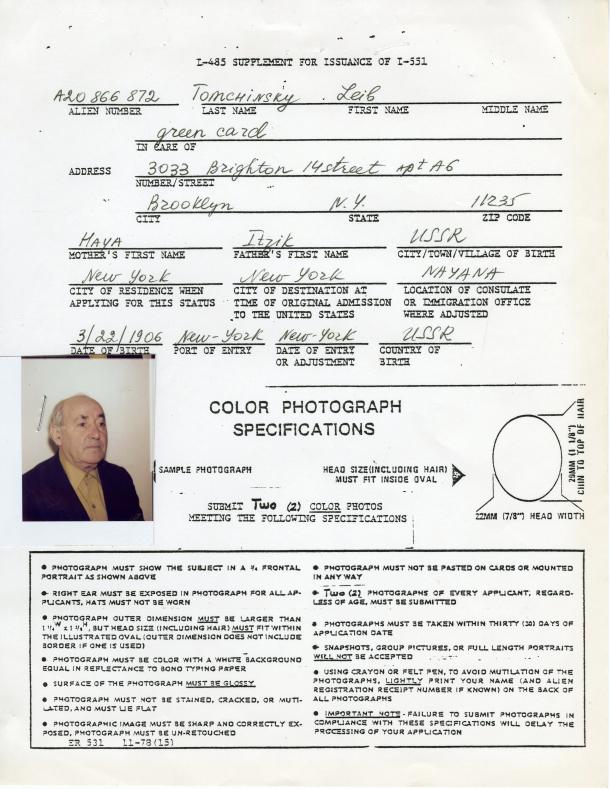 I-485 SUPPLEMENT FOR ISSUANCE OF I-551
A20 866 872 Tomchinsky Leib
ALIEN NUMBER LAST NAME FIRST NAME MIDDLE NAME
green card
IN CARE OF
ADDRESS 3033 Brighton 14 street apt A6
NUMBER/STREET
Brooklyn N.Y. 11235
CITY STATE ZIP CODE
HAYA Itzik USSR
MOTHER'S FIRST NAME FATHER'S FIRST NAME CITY/TOWN/VILLAGE OF BIRTH
New York New York NAYANA
CITY OF RESIDENCE WHEN CITY OF DESTINATION AT LOCATION OF CONSULATE
APPLYING FOR THIS STATUS TIME OF ORIGINAL ADMISSION OR IMMIGRATION OFFICE
TO THE UNITED STATES WHERE ADJUSTED
3/22/1906 New-York New-York USSR
DATE OF BIRTH PORT OF ENTRY DATE OF ENTRY COUNTRY OF
OR ADJUSTMENT BIRTH
COLOR PHOTOGRAPH
SPECIFICATIONS
SAMPLE PHOTOGRAPH HEAD SIZE (INCLUDING HAIR)
MUST FIT INSIDE OVAL
29MM (1 1/8") CHIN TO TOP OF HAIR
22MM (7/8") HEAD WIDTH
SUBMIT Two (2) COLOR PHOTOS
MEETING THE FOLLOWING SPECIFICATIONS
● PHOTOGRAPH MUST SHOW THE SUBJECT IN A ¾ FRONTAL
PORTRAIT AS SHOWN ABOVE
● RIGHT EAR MUST BE EXPOSED IN PHOTOGRAPH FOR ALL AP-
PLICANTS, HATS MUST NOT BE WORN
● PHOTOGRAPH OUTER DIMENSION MUST BE LARGER THAN
1¼"W x 1¼"H, BUT HEAD SIZE (INCLUDING HAIR) MUST FIT WITHIN
THE ILLUSTRATED OVAL (OUTER DIMENSION DOES NOT INCLUDE
BORDER IF ONE IS USED)
● PHOTOGRAPH MUST BE COLOR WITH A WHITE BACKGROUND
EQUAL IN REFLECTANCE TO BOND TYPING PAPER
● SURFACE OF THE PHOTOGRAPH MUST BE GLOSSY
● PHOTOGRAPH MUST NOT BE STAINED, CRACKED, OR MUTI-
LATED, AND MUST LIE FLAT
● PHOTOGRAPHIC IMAGE MUST BE SHARP AND CORRECTLY EX-
POSED, PHOTOGRAPH MUST BE UN-RETOUCHED
ER 531 11-78(15)
● PHOTOGRAPH MUST NOT BE PASTED ON CARDS OR MOUNTED
IN ANY WAY
● Two (2) PHOTOGRAPHS OF EVERY APPLICANT, REGARD-
LESS OF AGE, MUST BE SUBMITTED
● PHOTOGRAPHS MUST BE TAKEN WITHIN THIRTY (30) DAYS OF
APPLICATION DATE
● SNAPSHOTS, GROUP PICTURES, OR FULL LENGTH PORTRAITS
WILL NOT BE ACCEPTED
● USING CRAYON OR FELT PEN, TO AVOID MUTILATION OF THE
PHOTOGRAPHS, LIGHTLY PRINT YOUR NAME (AND ALIEN
REGISTRATION RECEIPT NUMBER IF KNOWN) ON THE BACK OF
ALL PHOTOGRAPHS
● IMPORTANT NOTE - FAILURE TO SUBMIT PHOTOGRAPHS IN
COMPLIANCE WITH THESE SPECIFICATIONS WILL DELAY THE
PROCESSING OF YOUR APPLICATION